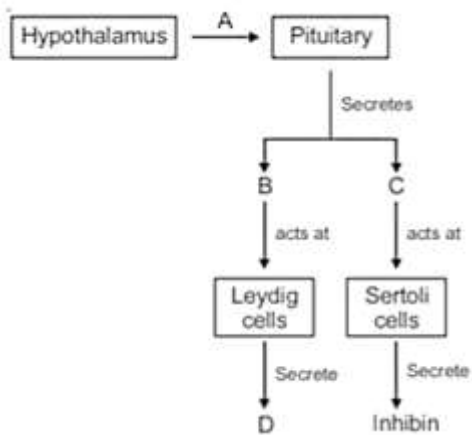 Hypothalamus
A
Pituitary
Secretes
B
C
acts at
acts at
Leydig
cells
Sertoli
cells
Secrete
Secrete
D
Inhibin